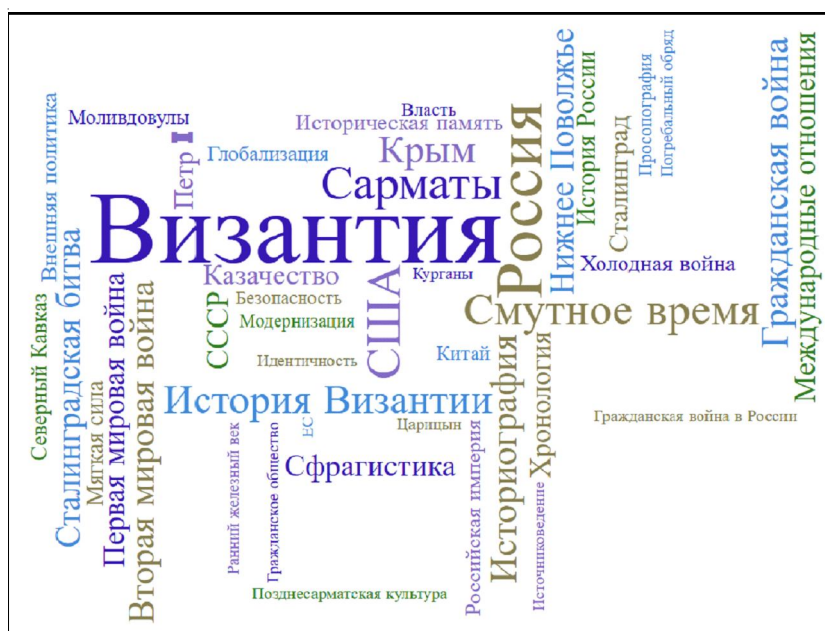 Моливдовулы
Власть
Историческая память
Глобализация
Крым
Петр I
Сарматы
Внешняя политика
Византия
Россия
Нижнее Поволжье
История России
Сталинград
Просопография
Погребальный обряд
Гражданская война
Международные отношения
Казачество
Курганы
Холодная война
Безопасность
США
СССР
Модернизация
Смутное время
Идентичность
Китай
Северный Кавказ
Сталинградская битва
Мягкая сила
Первая мировая война
Вторая мировая война
История Византии
Историография
Хронология
Гражданская война в России
Царицын
ЕС
Ранний железный век
Гражданское общество
Сфрагистика
Российская империя
Источниковедение
Позднесарматская культура